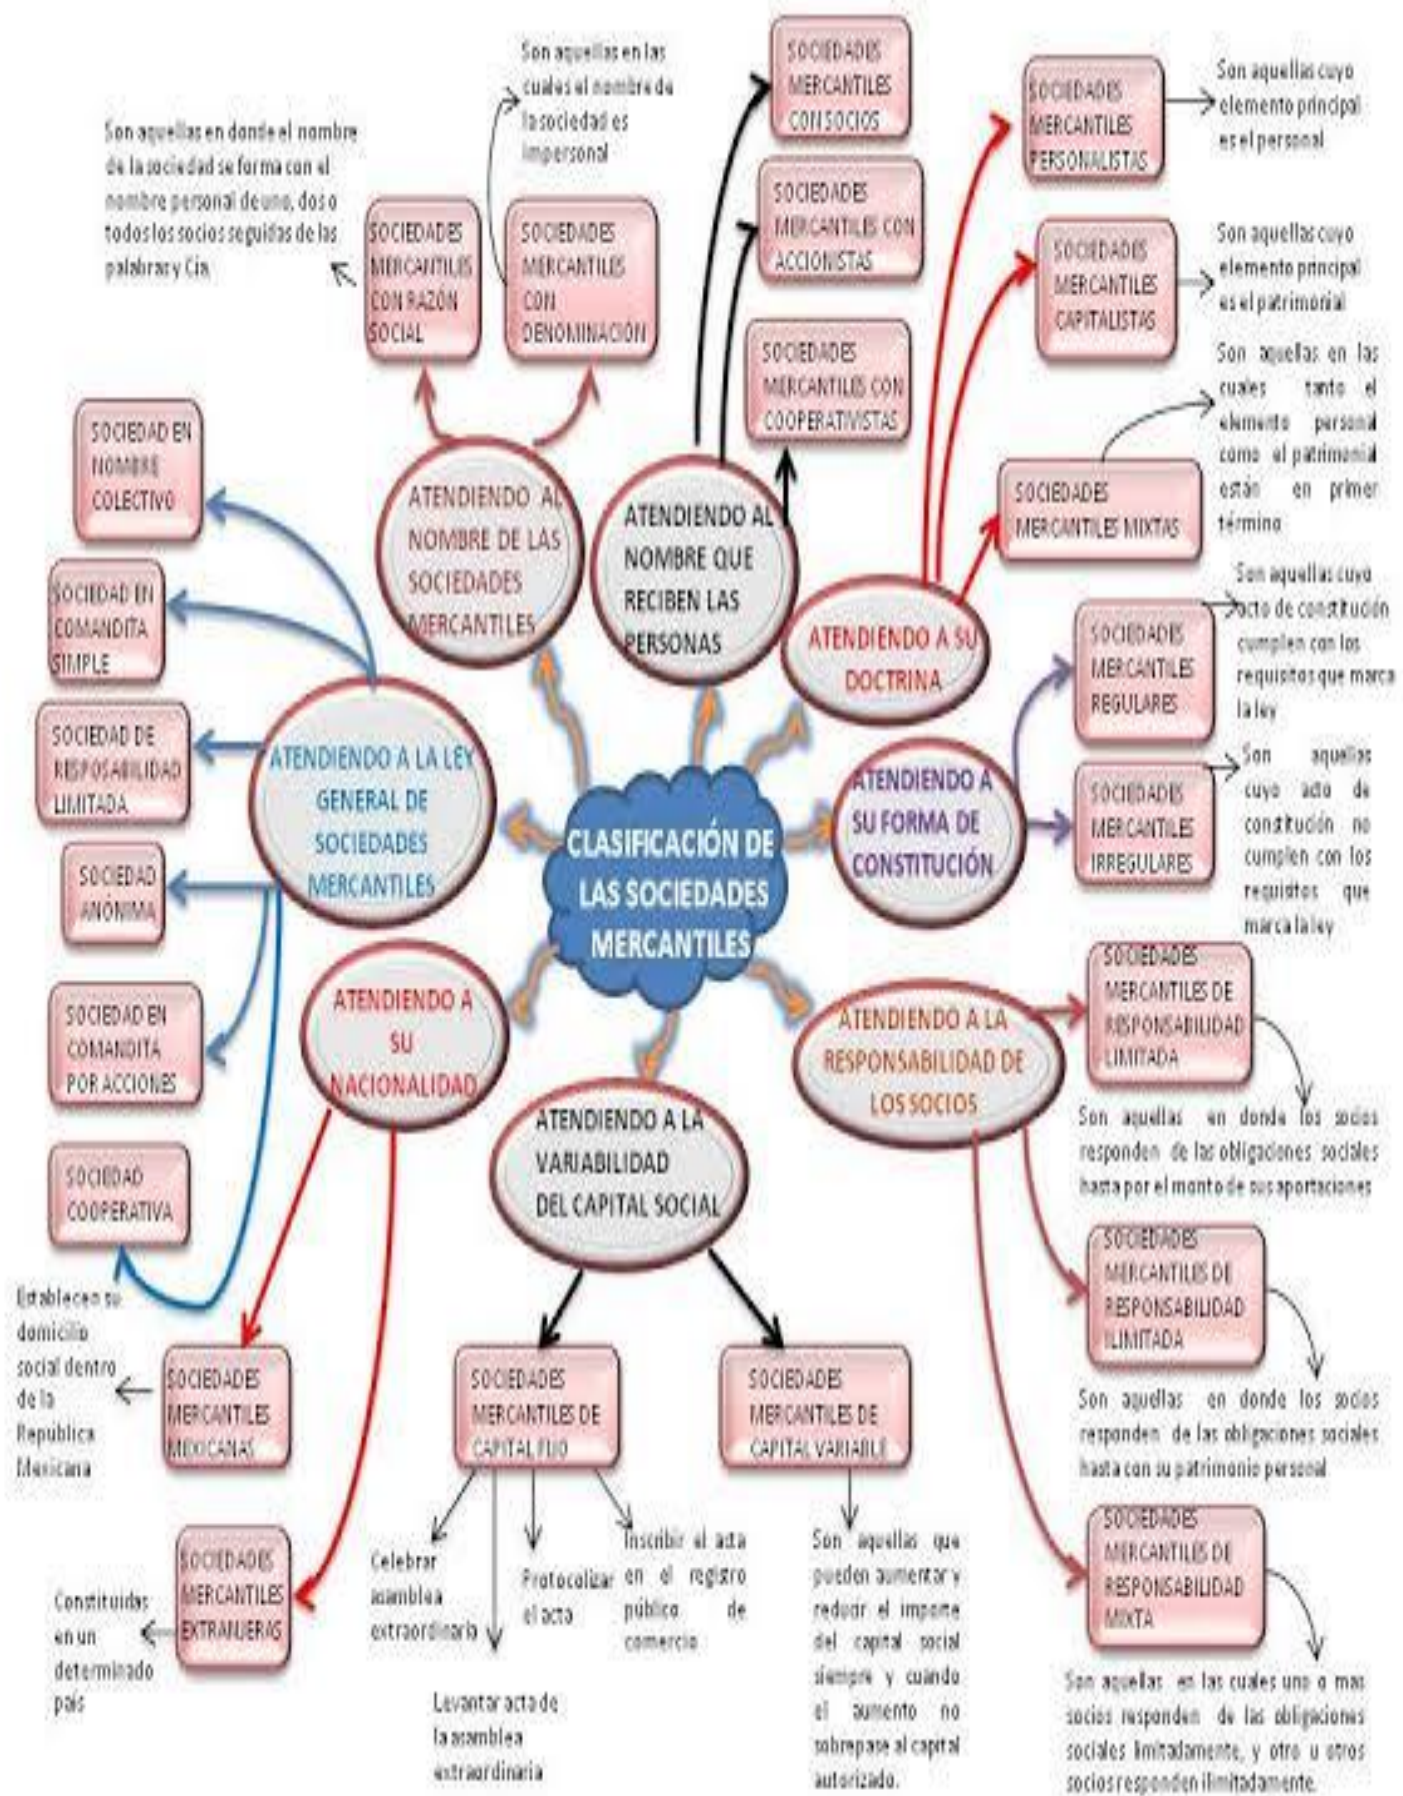 CLASIFICACIÓN DE
LAS SOCIEDADES
MERCANTILES
ATENDIENDO AL
NOMBRE DE LAS
SOCIEDADES
MERCANTILES
SOCIEDADES
MERCANTILES
CON RAZÓN
SOCIAL
Son aquellas en donde el nombre
de la sociedad se forma con el
nombre personal de uno, dos o
todos los socios seguidas de las
palabras y Cia.
SOCIEDADES
MERCANTILES
CON
DENOMINACIÓN
Son aquellas en las
cuales el nombre de
la sociedad es
impersonal
ATENDIENDO AL
NOMBRE QUE
RECIBEN LAS
PERSONAS
SOCIEDADES
MERCANTILES
CON SOCIOS
SOCIEDADES
MERCANTILES CON
ACCIONISTAS
SOCIEDADES
MERCANTILES CON
COOPERATIVISTAS
ATENDIENDO A SU
DOCTRINA
SOCIEDADES
MERCANTILES
PERSONALISTAS
Son aquellas cuyo
elemento principal
es el personal
SOCIEDADES
MERCANTILES
CAPITALISTAS
Son aquellas cuyo
elemento principal
es el patrimonial
SOCIEDADES
MERCANTILES MIXTAS
Son aquellas en las
cuales tanto el
elemento personal
como el patrimonial
están en primer
término
ATENDIENDO A
SU FORMA DE
CONSTITUCIÓN
SOCIEDADES
MERCANTILES
REGULARES
Son aquellas cuyo
acto de constitución
cumplen con los
requisitos que marca
la ley
SOCIEDADES
MERCANTILES
IRREGULARES
Son aquellas
cuyo acto de
constitución no
cumplen con los
requisitos que
marca la ley
ATENDIENDO A LA
RESPONSABILIDAD DE
LOS SOCIOS
SOCIEDADES
MERCANTILES DE
RESPONSABILIDAD
LIMITADA
Son aquellas en donde los socios
responden de las obligaciones sociales
hasta por el monto de sus aportaciones
SOCIEDADES
MERCANTILES DE
RESPONSABILIDAD
ILIMITADA
Son aquellas en donde los socios
responden de las obligaciones sociales
hasta con su patrimonio personal
SOCIEDADES
MERCANTILES DE
RESPONSABILIDAD
MIXTA
Son aquellas en las cuales uno o mas
socios responden de las obligaciones
sociales limitadamente, y otro u otros
socios responden ilimitadamente.
ATENDIENDO A LA
VARIABILIDAD
DEL CAPITAL SOCIAL
SOCIEDADES
MERCANTILES DE
CAPITAL FIJO
Celebrar
asamblea
extraordinaria
Levantar acta de
la asamblea
extraordinaria
Protocolizar
el acta
Inscribir el acta
en el registro
público de
comercio
SOCIEDADES
MERCANTILES DE
CAPITAL VARIABLE
Son aquellas que
pueden aumentar y
reducir el importe
del capital social
siempre y cuando
el aumento no
sobrepase al capital
autorizado.
ATENDIENDO A
SU
NACIONALIDAD
SOCIEDADES
MERCANTILES
MEXICANAS
Establecen su
domicilio
social dentro
de la
República
Mexicana
SOCIEDADES
MERCANTILES
EXTRANJERAS
Constituidas
en un
determinado
país
ATENDIENDO A LA LEY
GENERAL DE
SOCIEDADES
MERCANTILES
SOCIEDAD EN
NOMBRE
COLECTIVO
SOCIEDAD EN
COMANDITA
SIMPLE
SOCIEDAD DE
RESPOSABILIDAD
LIMITADA
SOCIEDAD
ANÓNIMA
SOCIEDAD EN
COMANDITA
POR ACCIONES
SOCIEDAD
COOPERATIVA